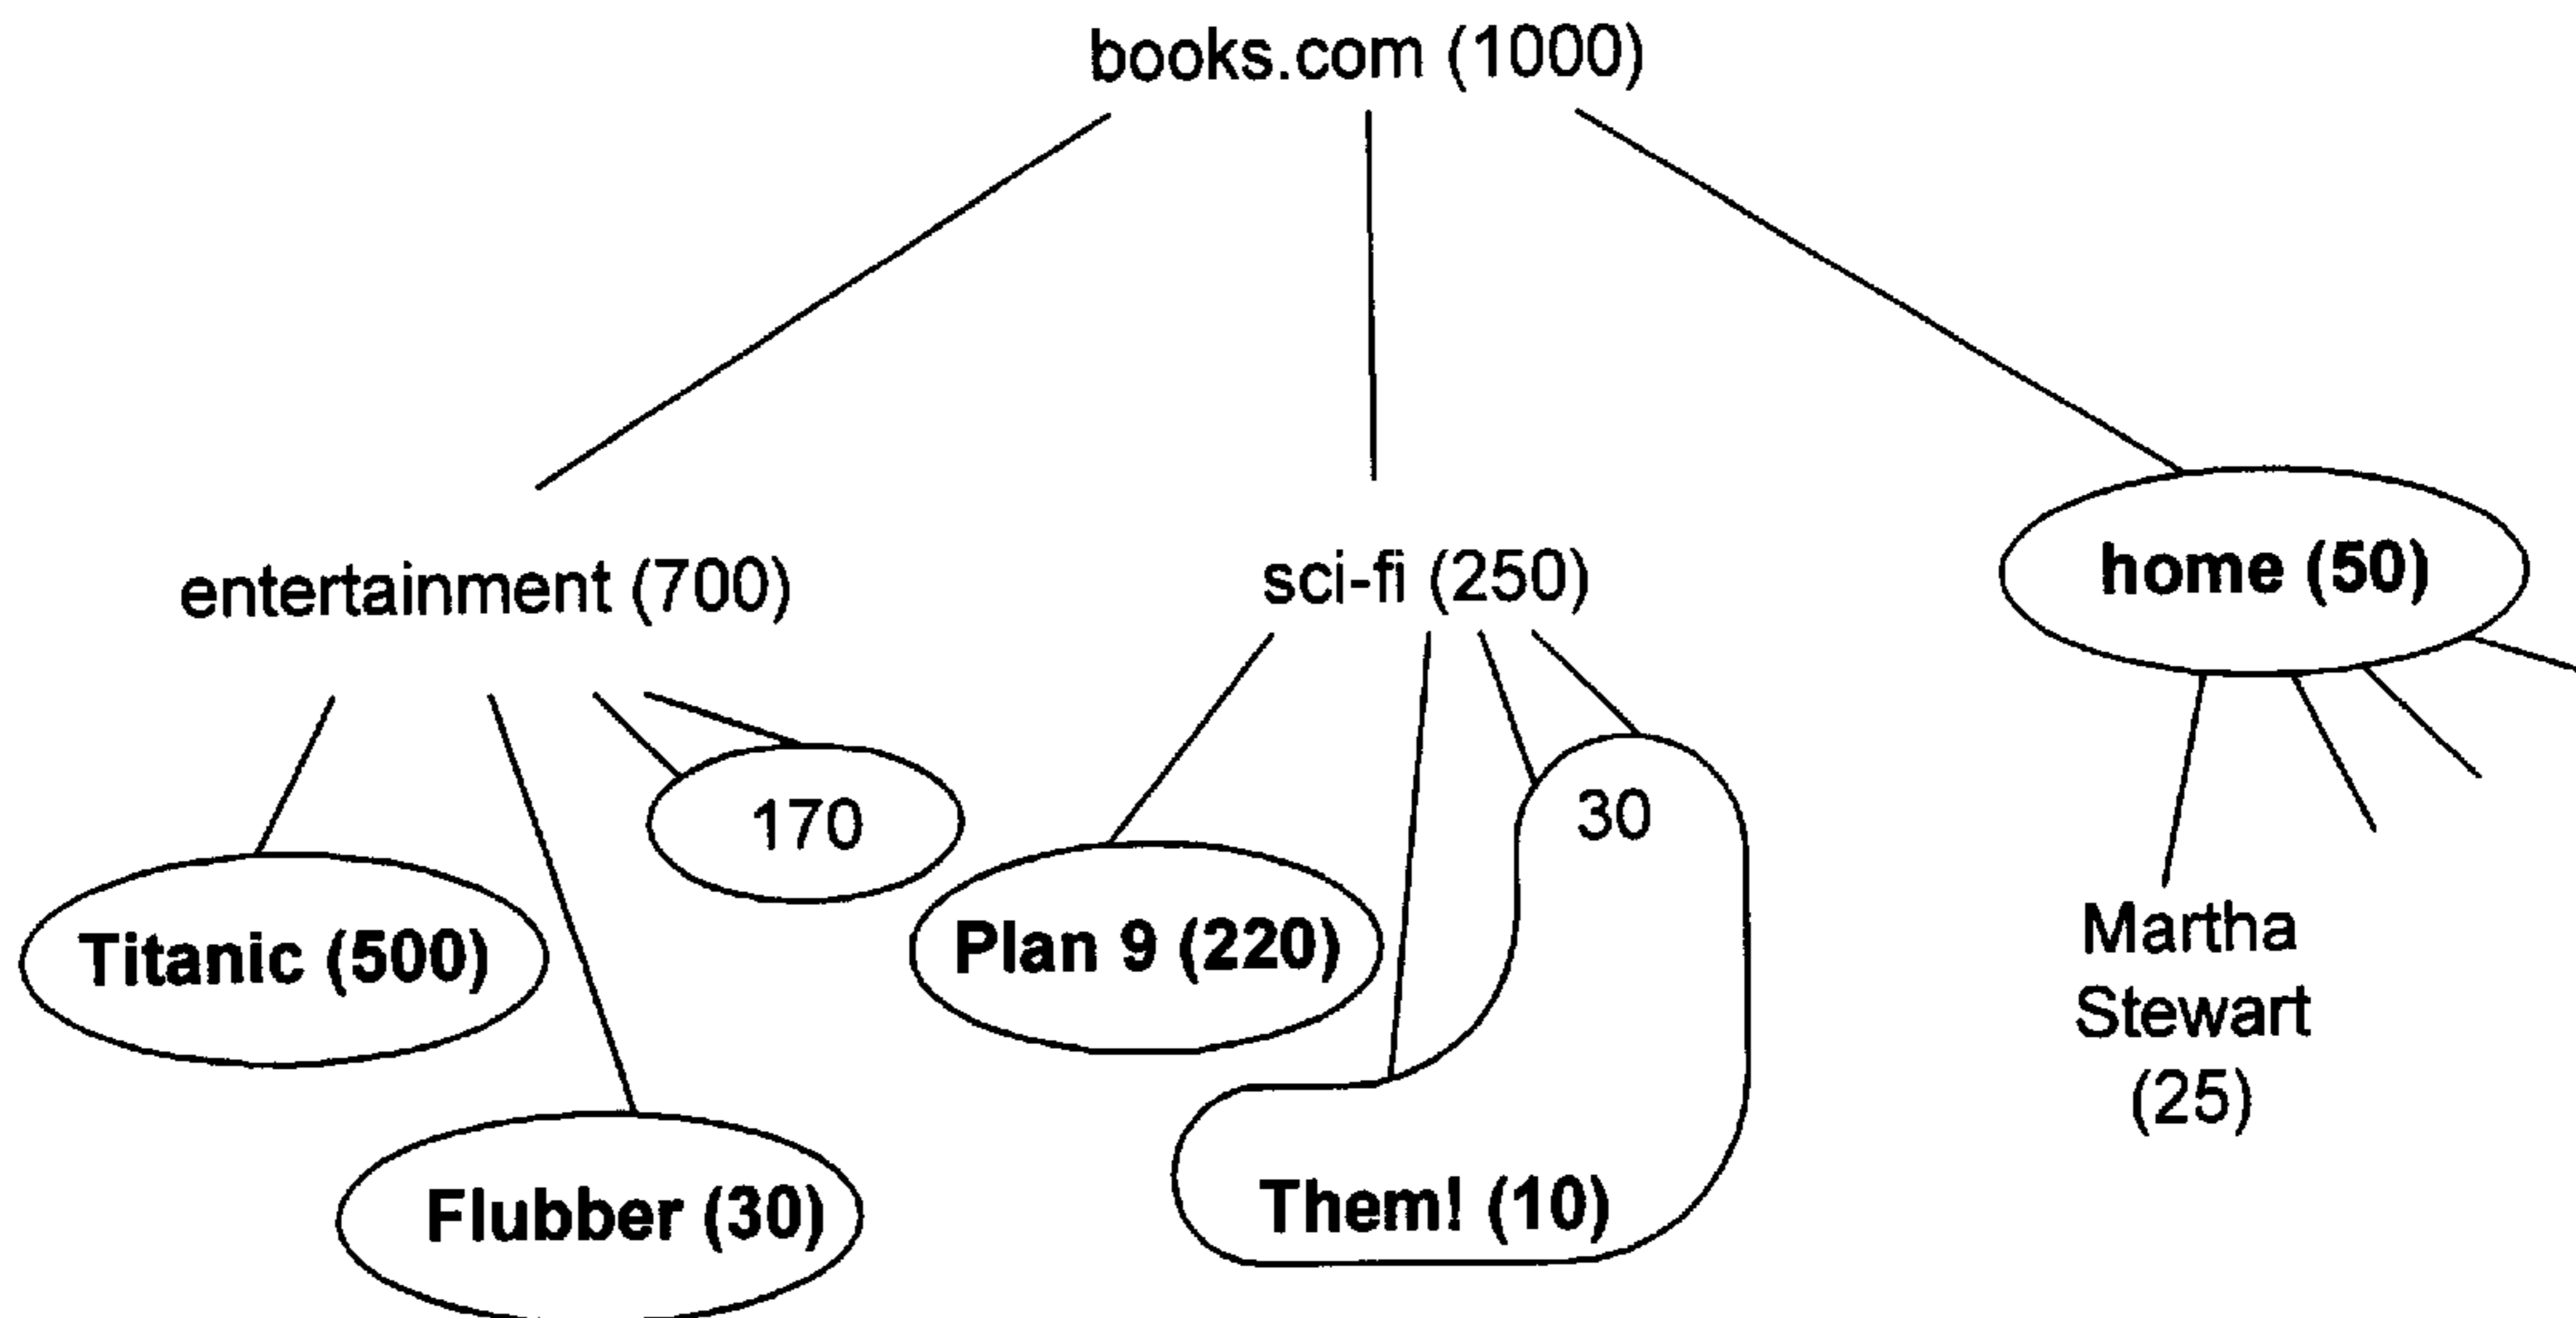 books.com (1000)
entertainment (700)
sci-fi (250)
home (50)
170
30
Titanic (500)
Plan 9 (220)
Martha
Stewart
(25)
Flubber (30)
Them! (10)